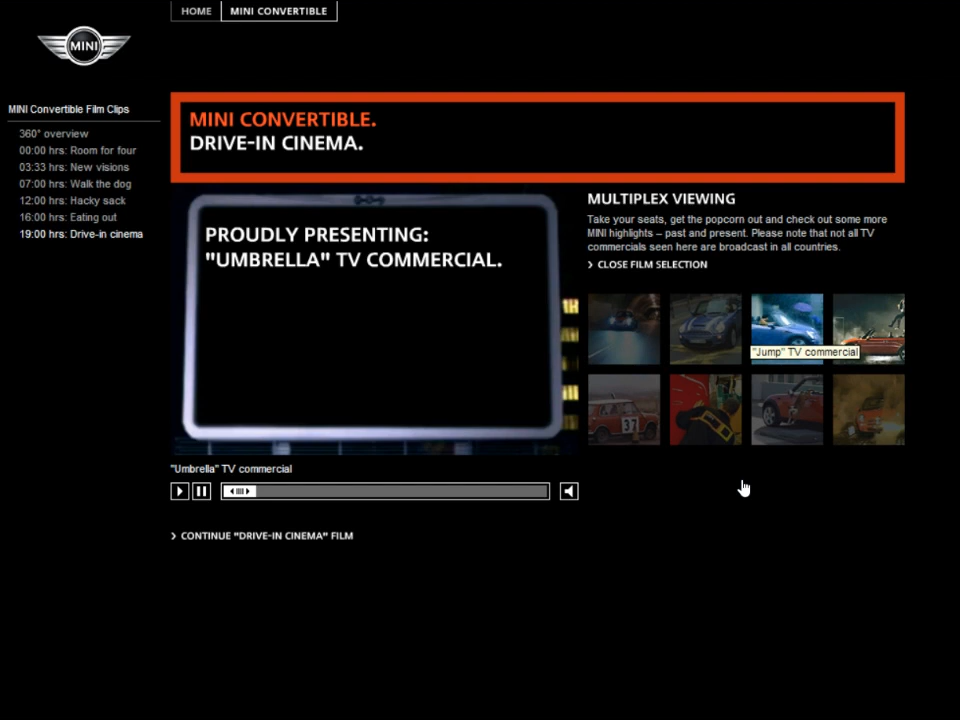 HOME
MINI CONVERTIBLE
MINI
MINI Convertible Film Clips
360° overview
00:00 hrs: Room for four
03:33 hrs: New visions
07:00 hrs: Walk the dog
12:00 hrs: Hacky sack
16:00 hrs: Eating out
19:00 hrs: Drive-in cinema
MINI CONVERTIBLE.
DRIVE-IN CINEMA.
PROUDLY PRESENTING:
"UMBRELLA" TV COMMERCIAL.
"Umbrella" TV commercial
CONTINUE "DRIVE-IN CINEMA" FILM
MULTIPLEX VIEWING
Take your seats, get the popcorn out and check out some more
MINI highlights – past and present. Please note that not all TV
commercials seen here are broadcast in all countries.
CLOSE FILM SELECTION
"Jump" TV commercial
37